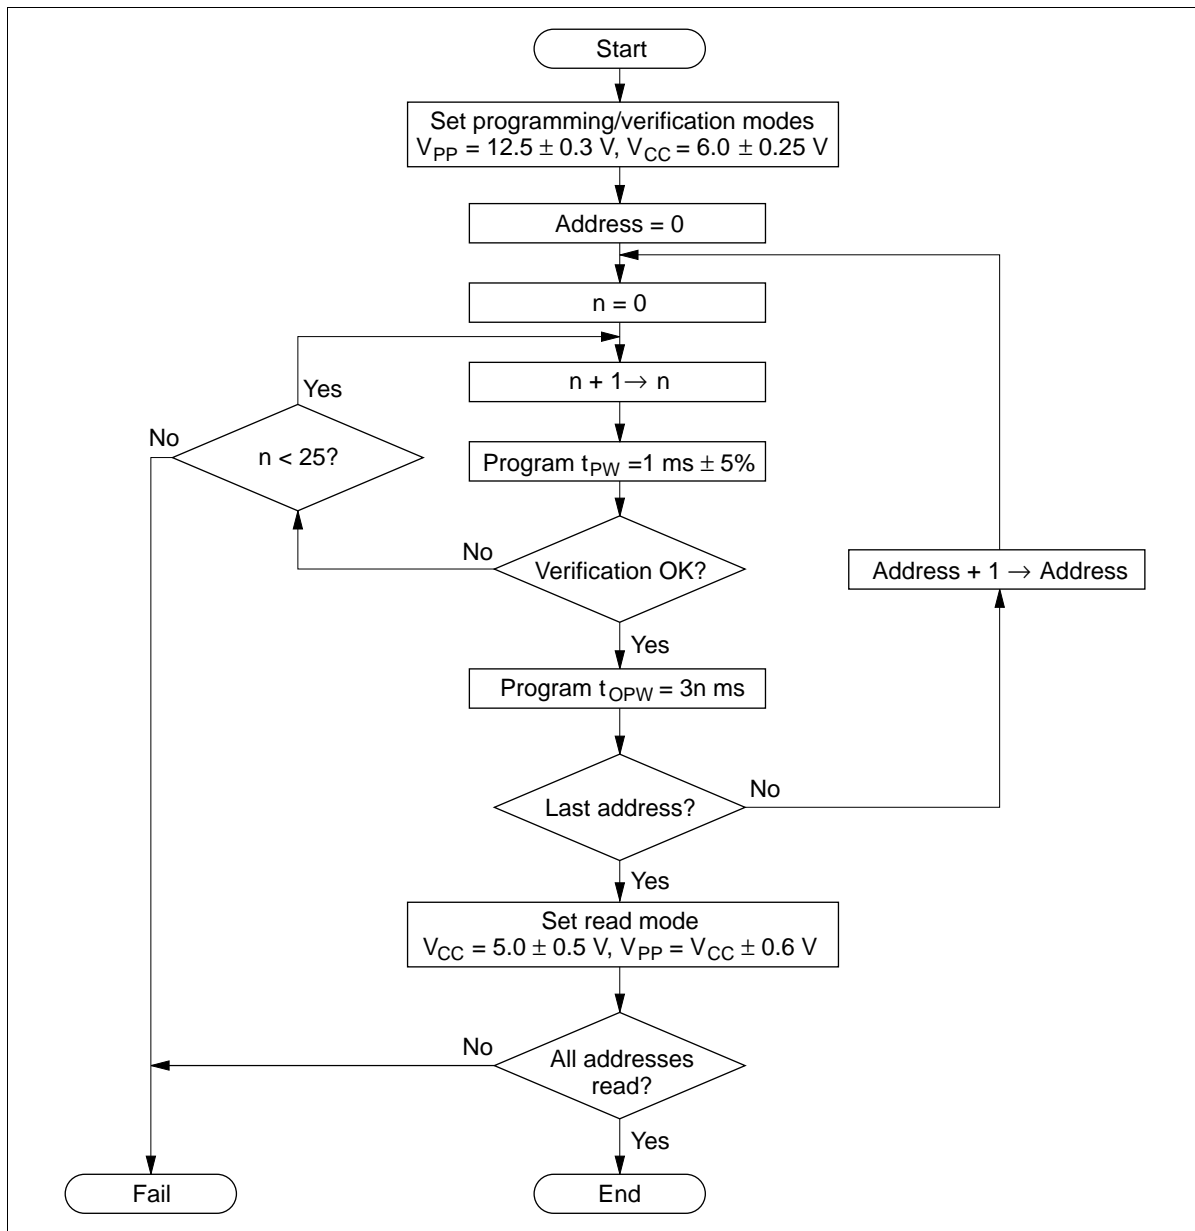 Start
Set programming/verification modes
VPP = 12.5 ± 0.3 V, VCC = 6.0 ± 0.25 V
Address = 0
n = 0
n + 1→ n
Yes
No
n < 25?
Program tPW =1 ms ± 5%
No
Verification OK?
Address + 1 → Address
Yes
Program tOPW = 3n ms
Last address?
No
Yes
Set read mode
VCC = 5.0 ± 0.5 V, VPP = VCC ± 0.6 V
No
All addresses
read?
Yes
Fail
End